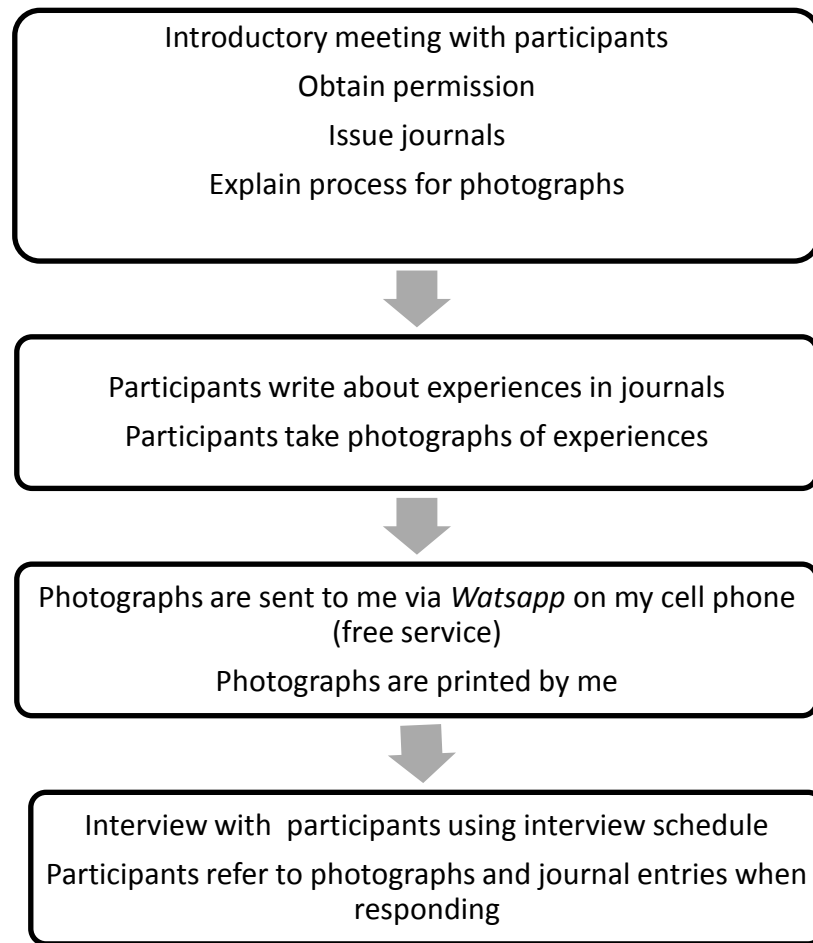 Introductory meeting with participants
Obtain permission
Issue journals
Explain process for photographs
Participants write about experiences in journals
Participants take photographs of experiences
Photographs are sent to me via Watsapp on my cell phone
(free service)
Photographs are printed by me
Interview with participants using interview schedule
Participants refer to photographs and journal entries when
responding